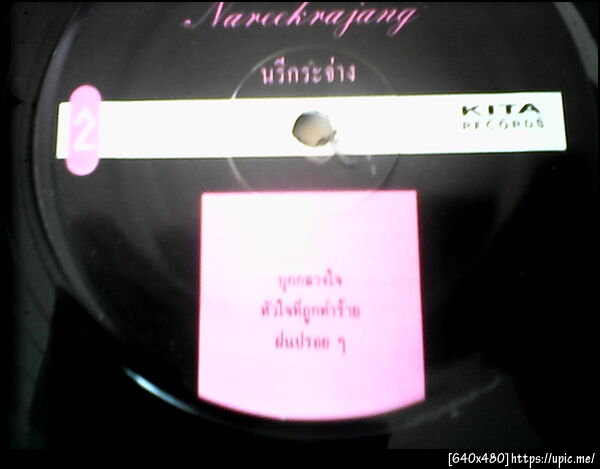 Nareekrajang
นรีกระจ่าง
2
KITA
RECORDS
บุกกลางใจ
หัวใจที่ถูกทำร้าย
ฝนปรอย ๆ
[640x480]https://upic.me/